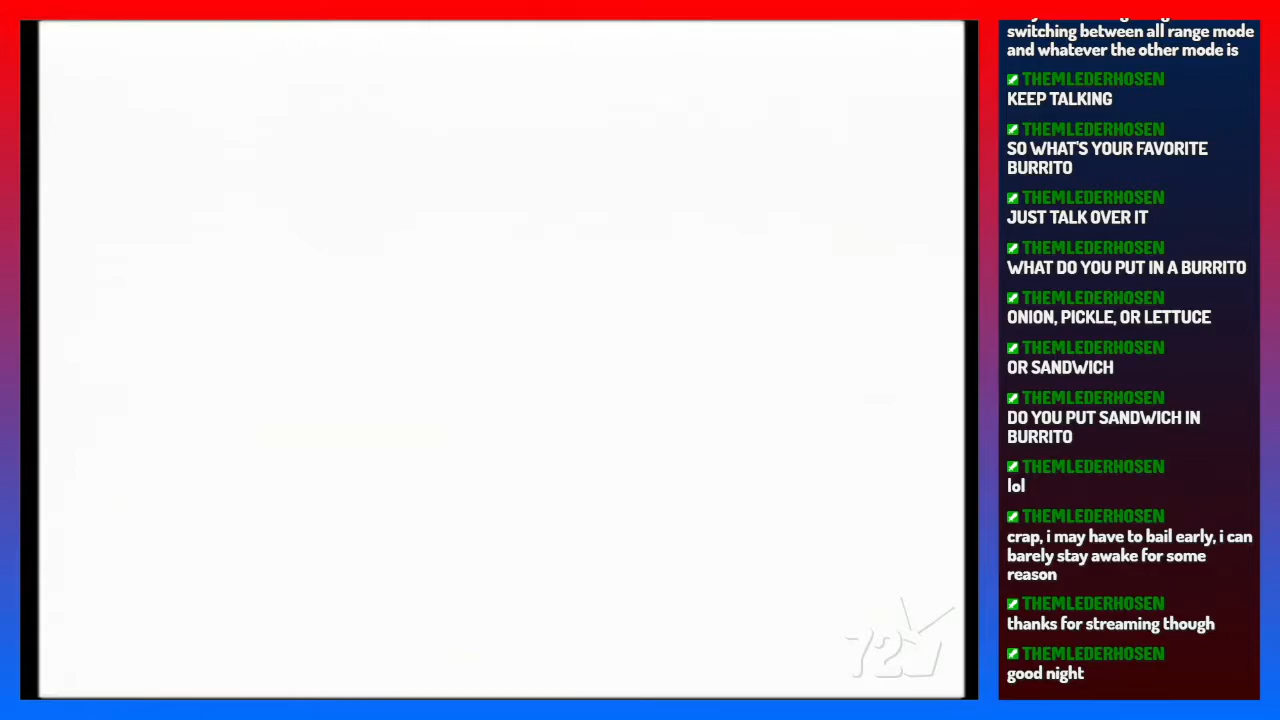 switching between all range mode
and whatever the other mode is
THEMLEDERHOSEN
KEEP TALKING
THEMLEDERHOSEN
SO WHAT'S YOUR FAVORITE
BURRITO
THEMLEDERHOSEN
JUST TALK OVER IT
THEMLEDERHOSEN
WHAT DO YOU PUT IN A BURRITO
THEMLEDERHOSEN
ONION, PICKLE, OR LETTUCE
THEMLEDERHOSEN
OR SANDWICH
THEMLEDERHOSEN
DO YOU PUT SANDWICH IN
BURRITO
THEMLEDERHOSEN
lol
THEMLEDERHOSEN
crap, i may have to bail early, i can
barely stay awake for some
reason
THEMLEDERHOSEN
thanks for streaming though
THEMLEDERHOSEN
good night
72